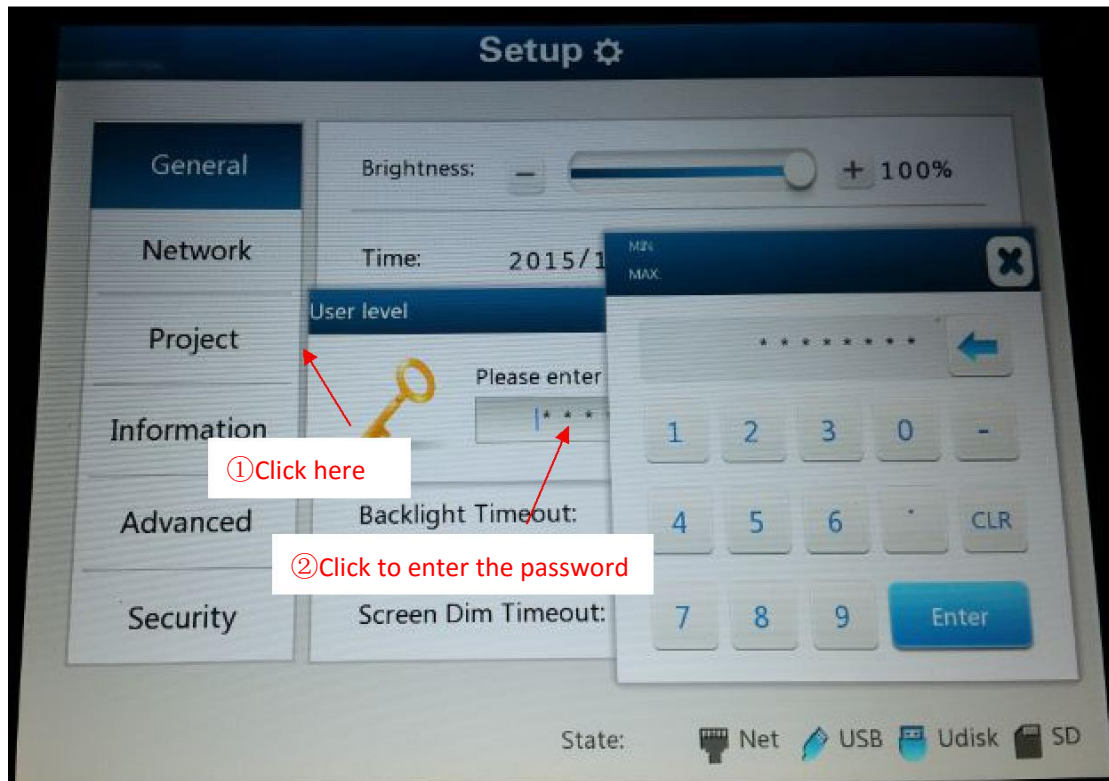 Setup
General
Brightness:
-
+
100%
Network
Time:
2015/1
MIN
MAX
User level
Project
* * * * * * * *
Please enter
|* * * *
Information
1 2 3 0 -
①Click here
Advanced
Backlight Timeout:
4 5 6 . CLR
②Click to enter the password
Security
Screen Dim Timeout:
7 8 9 Enter
State:
Net
USB
Udisk
SD